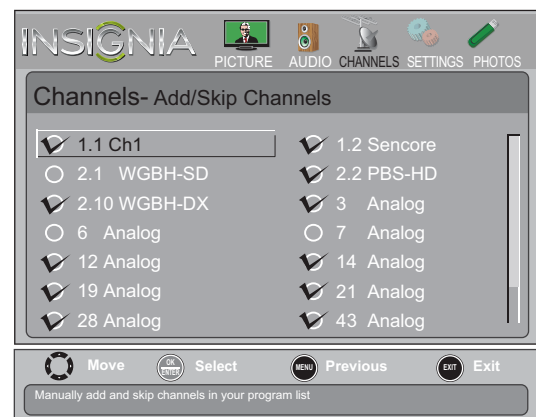 INSIGNIA
PICTURE AUDIO CHANNELS SETTINGS PHOTOS
Channels- Add/Skip Channels
1.1 Ch1 1.2 Sencore
2.1 WGBH-SD 2.2 PBS-HD
2.10 WGBH-DX 3 Analog
6 Analog 7 Analog
12 Analog 14 Analog
19 Analog 21 Analog
28 Analog 43 Analog
Move OK ENTER Select MENU Previous EXIT Exit
Manually add and skip channels in your program list